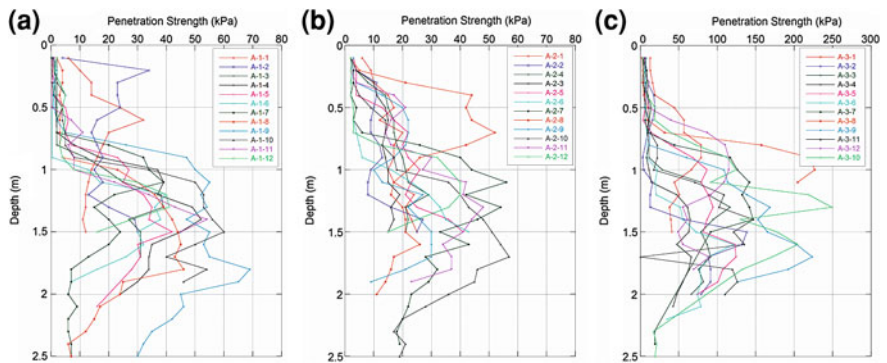 (a)
Penetration Strength (kPa)
0 10 20 30 40 50 60 70 80
Depth (m)
0
0.5
1
1.5
2
2.5
A-1-1
A-1-2
A-1-3
A-1-4
A-1-5
A-1-6
A-1-7
A-1-8
A-1-9
A-1-10
A-1-11
A-1-12
(b)
Penetration Strength (kPa)
0 10 20 30 40 50 60 70 80
Depth (m)
0
0.5
1
1.5
2
2.5
A-2-1
A-2-2
A-2-4
A-2-3
A-2-5
A-2-6
A-2-7
A-2-8
A-2-9
A-2-10
A-2-11
A-2-12
(c)
Penetration Strength (kPa)
0 50 100 150 200 250 300
Depth (m)
0
0.5
1
1.5
2
2.5
A-3-1
A-3-2
A-3-3
A-3-4
A-3-5
A-3-6
A-3-7
A-3-8
A-3-9
A-3-11
A-3-12
A-3-10